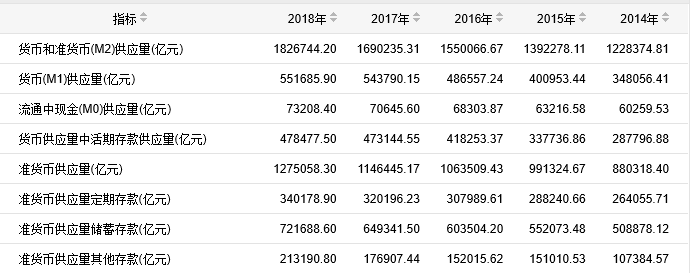 指标 2018年 2017年 2016年 2015年 2014年
货币和准货币(M2)供应量(亿元) 1826744.20 1690235.31 1550066.67 1392278.11 1228374.81
货币(M1)供应量(亿元) 551685.90 543790.15 486557.24 400953.44 348056.41
流通中现金(M0)供应量(亿元) 73208.40 70645.60 68303.87 63216.58 60259.53
货币供应量中活期存款供应量(亿元) 478477.50 473144.55 418253.37 337736.86 287796.88
准货币供应量(亿元) 1275058.30 1146445.17 1063509.43 991324.67 880318.40
准货币供应量定期存款(亿元) 340178.90 320196.23 307989.61 288240.66 264055.71
准货币供应量储蓄存款(亿元) 721688.60 649341.50 603504.20 552073.48 508878.12
准货币供应量其他存款(亿元) 213190.80 176907.44 152015.62 151010.53 107384.57